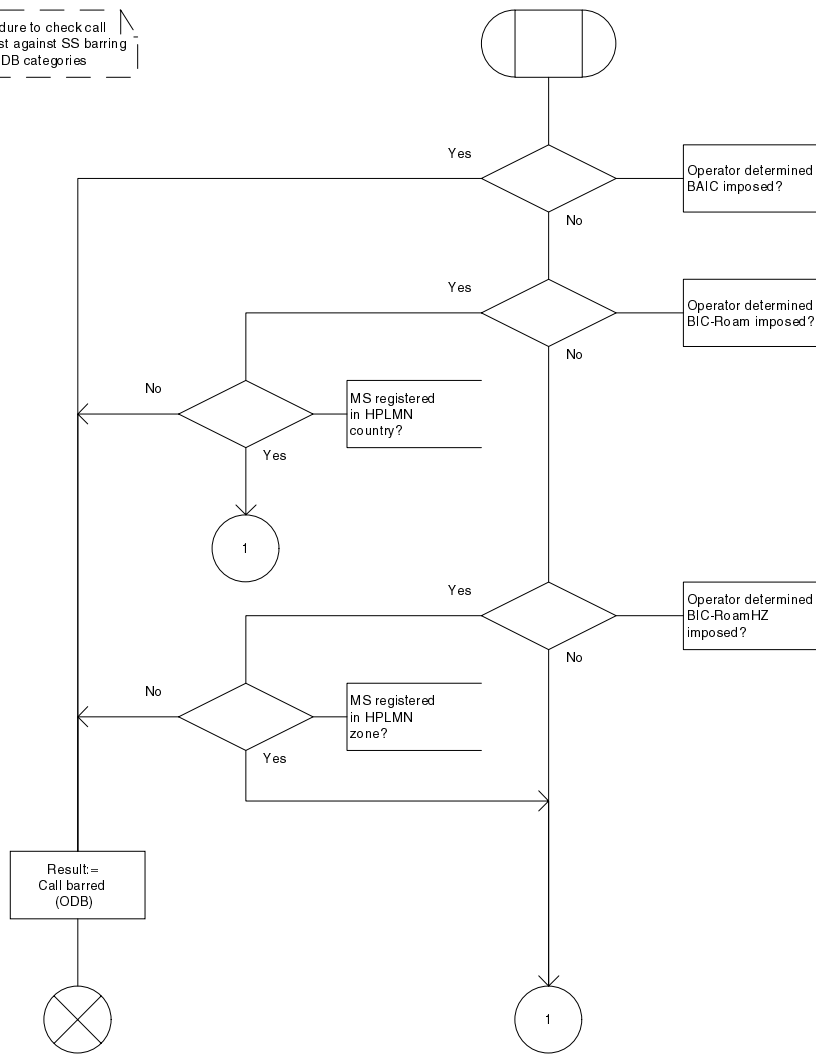 dure to check call
st against SS barring
DB categories
Yes
Operator determined
BAIC imposed?
No
Yes
Operator determined
BIC-Roam imposed?
No
No
MS registered
in HPLMN
country?
Yes
1
Yes
Operator determined
BIC-RoamHZ
imposed?
No
No
MS registered
in HPLMN
zone?
Yes
Result:=
Call barred
(ODB)
1